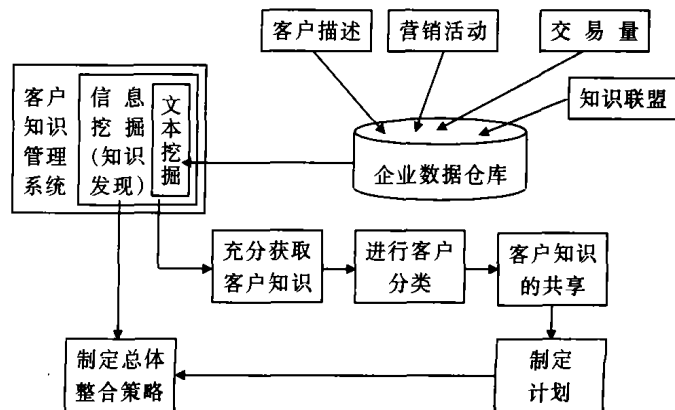 客户描述
营销活动
交易量
知识联盟
客户
知识
管理
系统
信息
挖掘
(知识
发现)
文
本
挖
掘
企业数据仓库
充分获取
客户知识
进行客户
分类
客户知识
的共享
制定总体
整合策略
制定
计划